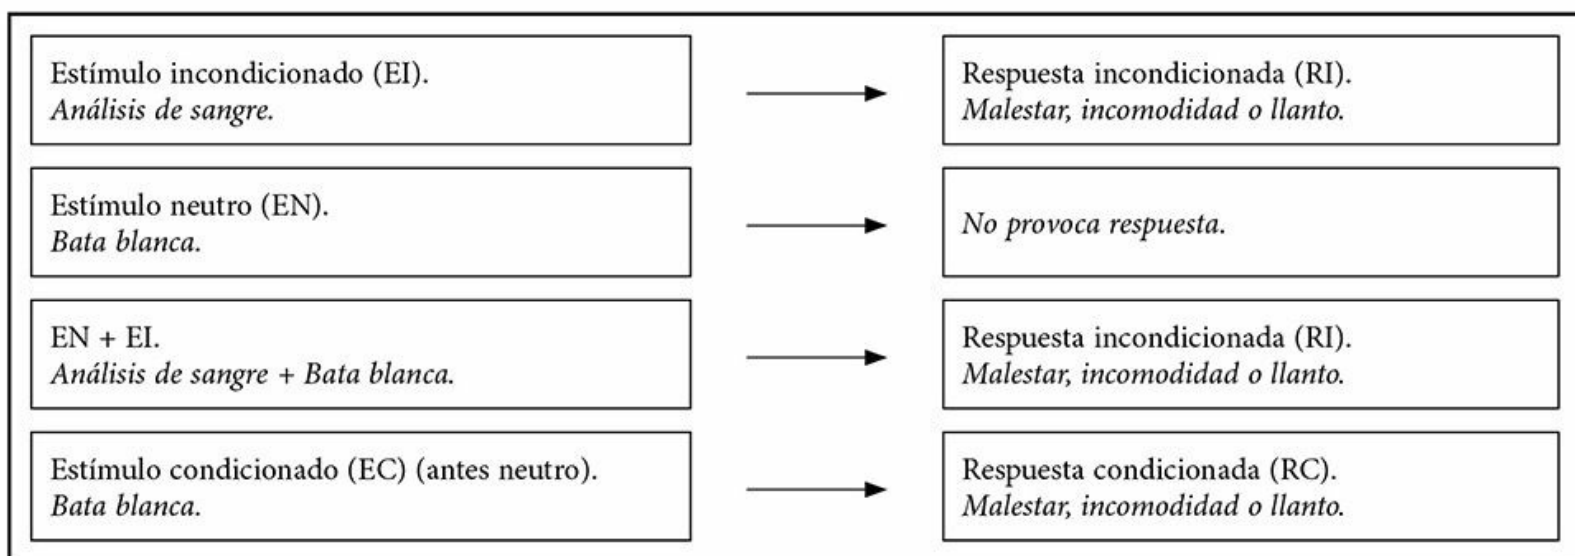 Estímulo incondicionado (EI).
Análisis de sangre.
Respuesta incondicionada (RI).
Malestar, incomodidad o llanto.
Estímulo neutro (EN).
Bata blanca.
No provoca respuesta.
EN + EI.
Análisis de sangre + Bata blanca.
Respuesta incondicionada (RI).
Malestar, incomodidad o llanto.
Estímulo condicionado (EC) (antes neutro).
Bata blanca.
Respuesta condicionada (RC).
Malestar, incomodidad o llanto.